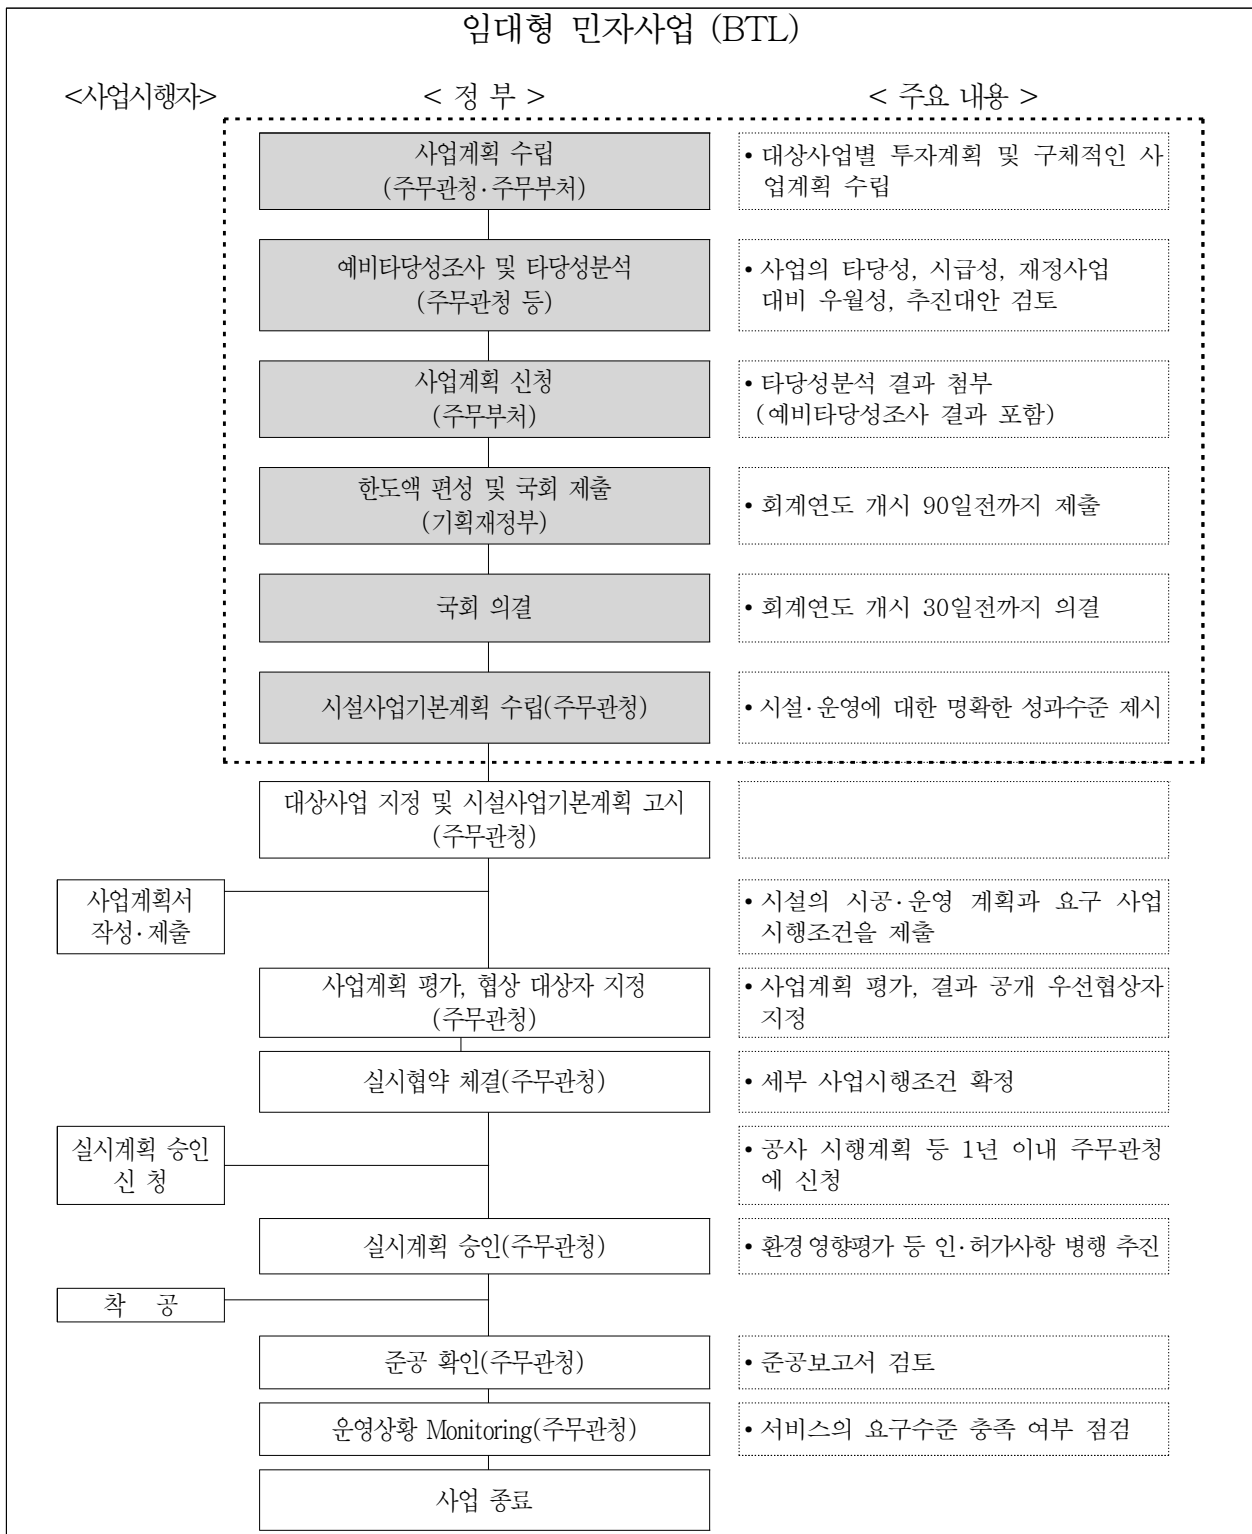 임대형 민자사업 (BTL)
<사업시행자>
< 정 부 >
< 주요 내용 >
사업계획 수립
(주무관청·주무부처)
• 대상사업별 투자계획 및 구체적인 사
업계획 수립
예비타당성조사 및 타당성분석
(주무관청 등)
• 사업의 타당성, 시급성, 재정사업
대비 우월성, 추진대안 검토
사업계획 신청
(주무부처)
• 타당성분석 결과 첨부
(예비타당성조사 결과 포함)
한도액 편성 및 국회 제출
(기획재정부)
• 회계연도 개시 90일전까지 제출
국회 의결
• 회계연도 개시 30일전까지 의결
시설사업기본계획 수립(주무관청)
• 시설·운영에 대한 명확한 성과수준 제시
대상사업 지정 및 시설사업기본계획 고시
(주무관청)
사업계획서
작성·제출
• 시설의 시공·운영 계획과 요구 사업
시행조건을 제출
사업계획 평가, 협상 대상자 지정
(주무관청)
• 사업계획 평가, 결과 공개 우선협상자
지정
실시협약 체결(주무관청)
• 세부 사업시행조건 확정
실시계획 승인
신 청
• 공사 시행계획 등 1년 이내 주무관청
에 신청
실시계획 승인(주무관청)
• 환경영향평가 등 인·허가사항 병행 추진
착 공
준공 확인(주무관청)
• 준공보고서 검토
운영상황 Monitoring(주무관청)
• 서비스의 요구수준 충족 여부 점검
사업 종료